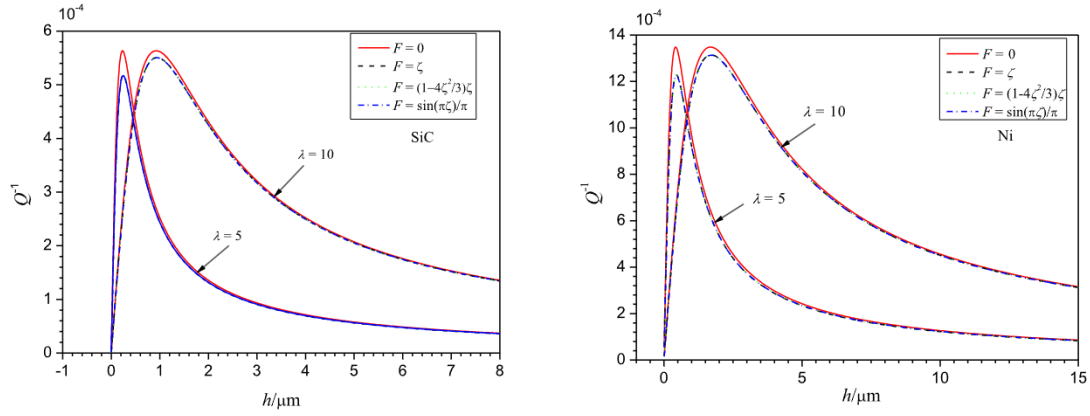 10⁻⁴
6
5
4
3
2
1
0
Q⁻¹
F = 0
F = ζ
F = (1–4ζ²/3)ζ
F = sin(πζ)/π
SiC
λ = 10
λ = 5
-1 0 1 2 3 4 5 6 7 8
h/μm
10⁻⁴
14
12
10
8
6
4
2
0
Q⁻¹
F = 0
F = ζ
F=(1-4ζ²/3)ζ
F=sin(πζ)/π
Ni
λ = 10
λ = 5
0 5 10 15
h/μm